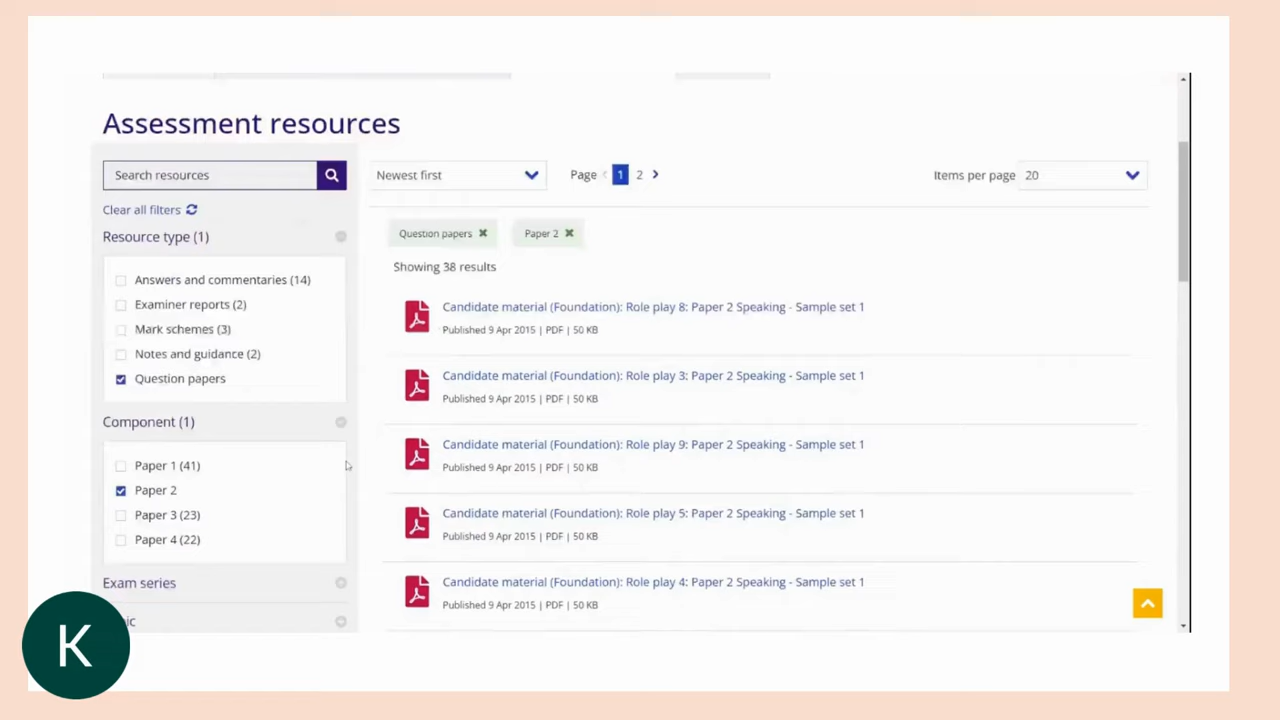 Assessment resources
Search resources
Newest first
Page 1 2
Items per page 20
Clear all filters
Resource type (1)
Answers and commentaries (14)
Examiner reports (2)
Mark schemes (3)
Notes and guidance (2)
Question papers
Component (1)
Paper 1 (41)
Paper 2
Paper 3 (23)
Paper 4 (22)
Exam series
Question papers
Paper 2
Showing 38 results
Candidate material (Foundation): Role play 8: Paper 2 Speaking - Sample set 1
Published 9 Apr 2015 | PDF | 50 KB
Candidate material (Foundation): Role play 3: Paper 2 Speaking - Sample set 1
Published 9 Apr 2015 | PDF | 50 KB
Candidate material (Foundation): Role play 9: Paper 2 Speaking - Sample set 1
Published 9 Apr 2015 | PDF | 50 KB
Candidate material (Foundation): Role play 5: Paper 2 Speaking - Sample set 1
Published 9 Apr 2015 | PDF | 50 KB
Candidate material (Foundation): Role play 4: Paper 2 Speaking - Sample set 1
Published 9 Apr 2015 | PDF | 50 KB
K